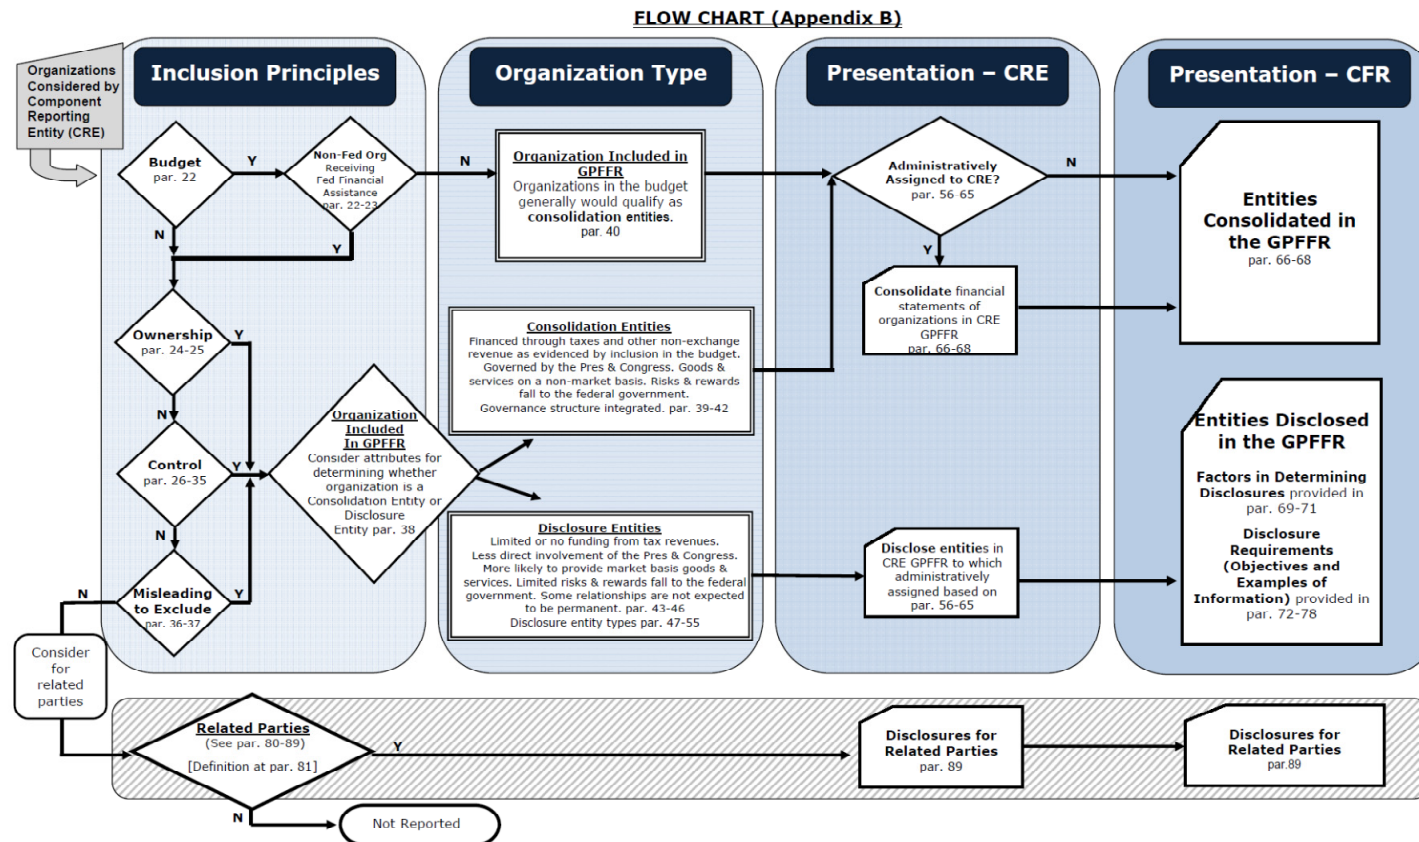 FLOW CHART (Appendix B)
Organizations
Considered by
Component
Reporting
Entity (CRE)
Inclusion Principles
Organization Type
Presentation – CRE
Presentation – CFR
Budget
par. 22
Y
Non-Fed Org
Receiving
Fed Financial
Assistance
par. 22-23
N
Organization Included in
GPFFR
Organizations in the budget
generally would qualify as
consolidation entities.
par. 40
Administratively
Assigned to CRE?
par. 56-65
N
Entities
Consolidated in
the GPFFR
par. 66-68
N
Y
Y
Consolidate financial
statements of
organizations in CRE
GPFFR
par. 66-68
Ownership
par. 24-25
Y
N
Consolidation Entities
Financed through taxes and other non-exchange
revenue as evidenced by inclusion in the budget.
Governed by the Pres & Congress. Goods &
services on a non-market basis. Risks & rewards
fall to the federal government.
Governance structure integrated. par. 39-42
Control
par. 26-35
Y
N
Organization
Included
In GPFFR
Consider attributes for
determining whether
organization is a
Consolidation Entity or
Disclosure
Entity par. 38
Entities Disclosed
in the GPFFR
Factors in Determining
Disclosures provided in
par. 69-71
Disclosure
Requirements
(Objectives and
Examples of
Information) provided in
par. 72-78
Disclosure Entities
Limited or no funding from tax revenues.
Less direct involvement of the Pres & Congress.
More likely to provide market basis goods &
services. Limited risks & rewards fall to the federal
government. Some relationships are not expected
to be permanent. par. 43-46
Disclosure entity types par. 47-55
Disclose entities in
CRE GPFFR to which
administratively
assigned based on
par. 56-65
N
Misleading
to Exclude
par. 36-37
Y
Consider
for
related
parties
Related Parties
(See par. 80-89)
[Definition at par. 81]
Y
Disclosures for
Related Parties
par. 89
Disclosures for
Related Parties
par.89
N
Not Reported